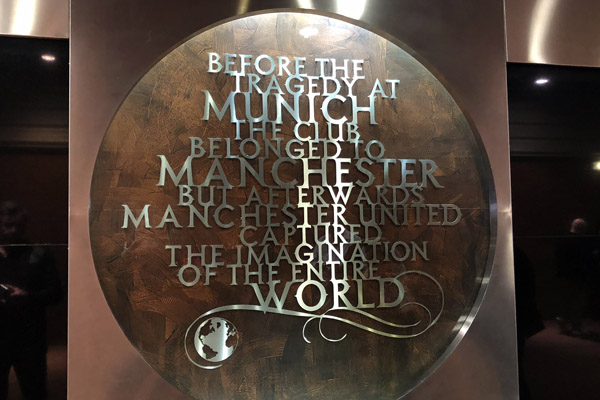 BEFORE THE
TRAGEDY AT
MUNICH
THE CLUB
BELONGED TO
MANCHESTER
BUT AFTERWARDS
MANCHESTER UNITED
CAPTURED
THE IMAGINATION
OF THE ENTIRE
WORLD